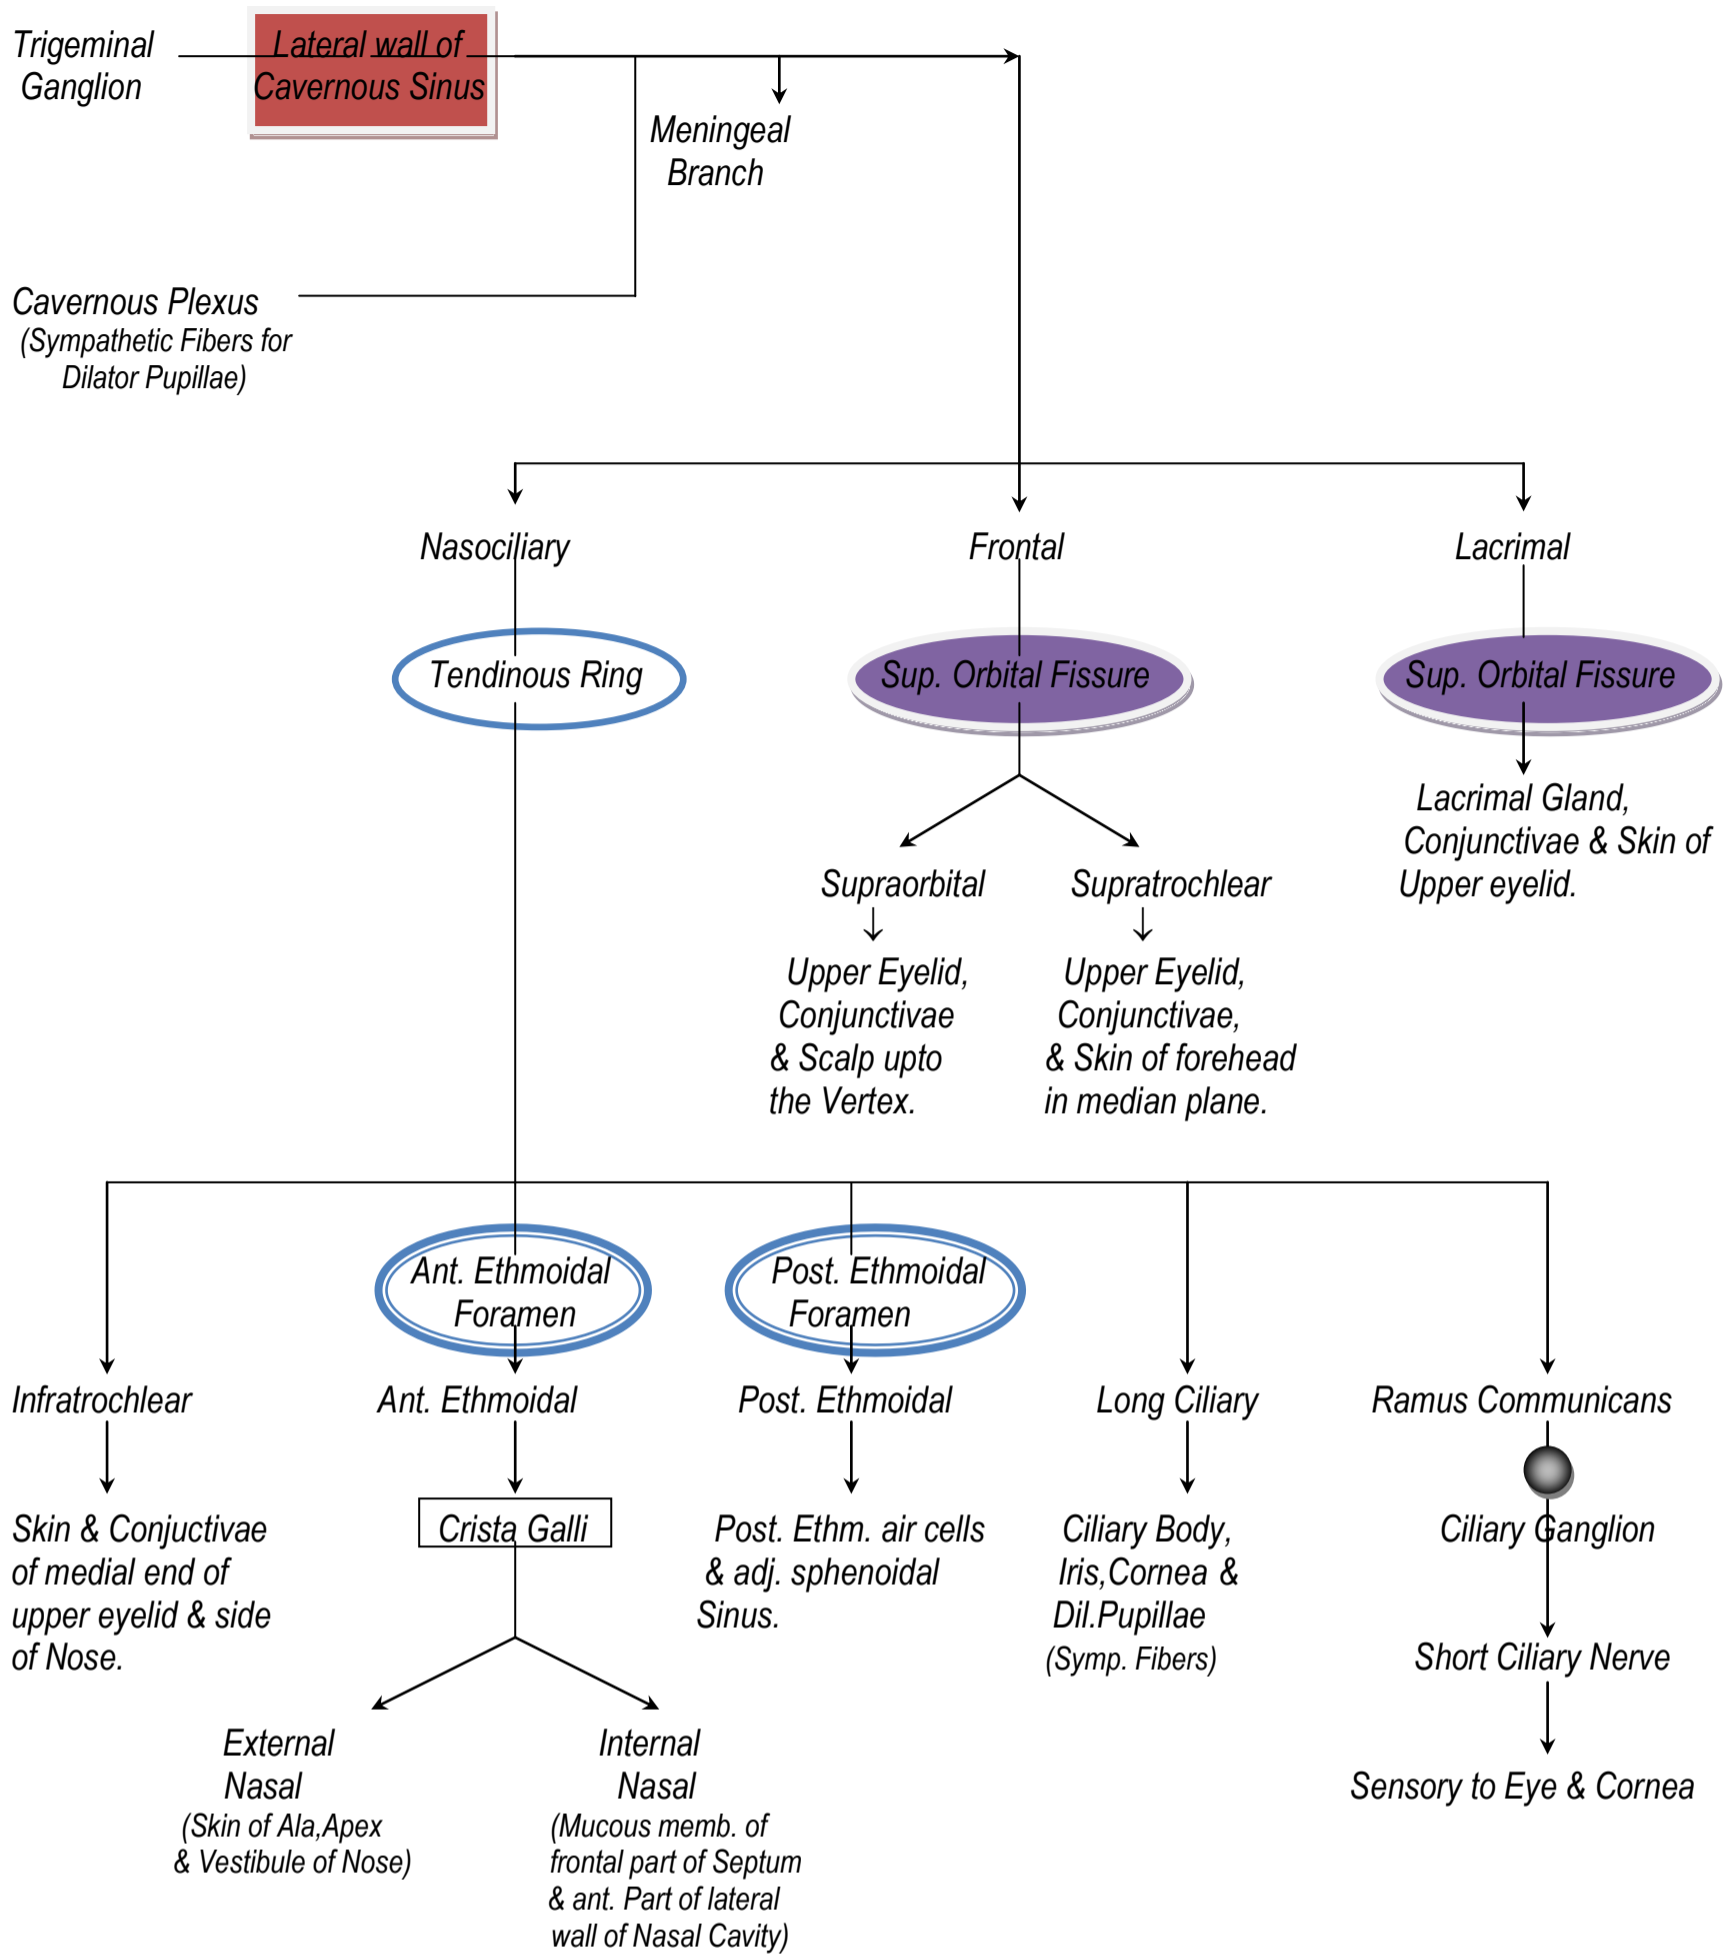 Trigeminal
Ganglion
Lateral wall of
Cavernous Sinus
Meningeal
Branch
Cavernous Plexus
(Sympathetic Fibers for
Dilator Pupillae)
Nasociliary
Frontal
Lacrimal
Tendinous Ring
Sup. Orbital Fissure
Sup. Orbital Fissure
Lacrimal Gland,
Conjunctivae & Skin of
Upper eyelid.
Supraorbital
Supratrochlear
Upper Eyelid,
Conjunctivae
& Scalp upto
the Vertex.
Upper Eyelid,
Conjunctivae,
& Skin of forehead
in median plane.
Ant. Ethmoidal
Foramen
Post. Ethmoidal
Foramen
Infratrochlear
Ant. Ethmoidal
Post. Ethmoidal
Long Ciliary
Ramus Communicans
Skin & Conjuctivae
of medial end of
upper eyelid & side
of Nose.
Crista Galli
Post. Ethm. air cells
& adj. sphenoidal
Sinus.
Ciliary Body,
Iris,Cornea &
Dil.Pupillae
(Symp. Fibers)
Ciliary Ganglion
Short Ciliary Nerve
Sensory to Eye & Cornea
External
Nasal
(Skin of Ala,Apex
& Vestibule of Nose)
Internal
Nasal
(Mucous memb. of
frontal part of Septum
& ant. Part of lateral
wall of Nasal Cavity)